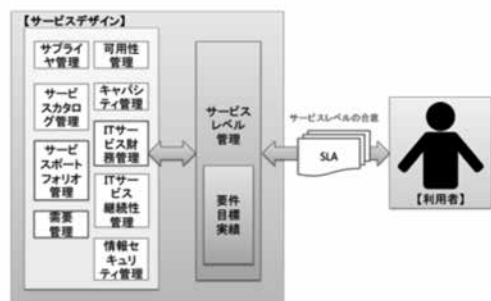 【サービスデザイン】
サプライ
ヤ管理
可用性
管理
サービ
スカタロ
グ管理
キャパシ
ティ管理
サービ
スポート
フォリオ
管理
ITサー
ビス財
務管理
需要
管理
ITサー
ビス
継続性
管理
情報セ
キュリ
ティ管理
サービス
レベル
管理
要件
目標
実績
サービスレベルの合意
SLA
【利用者】